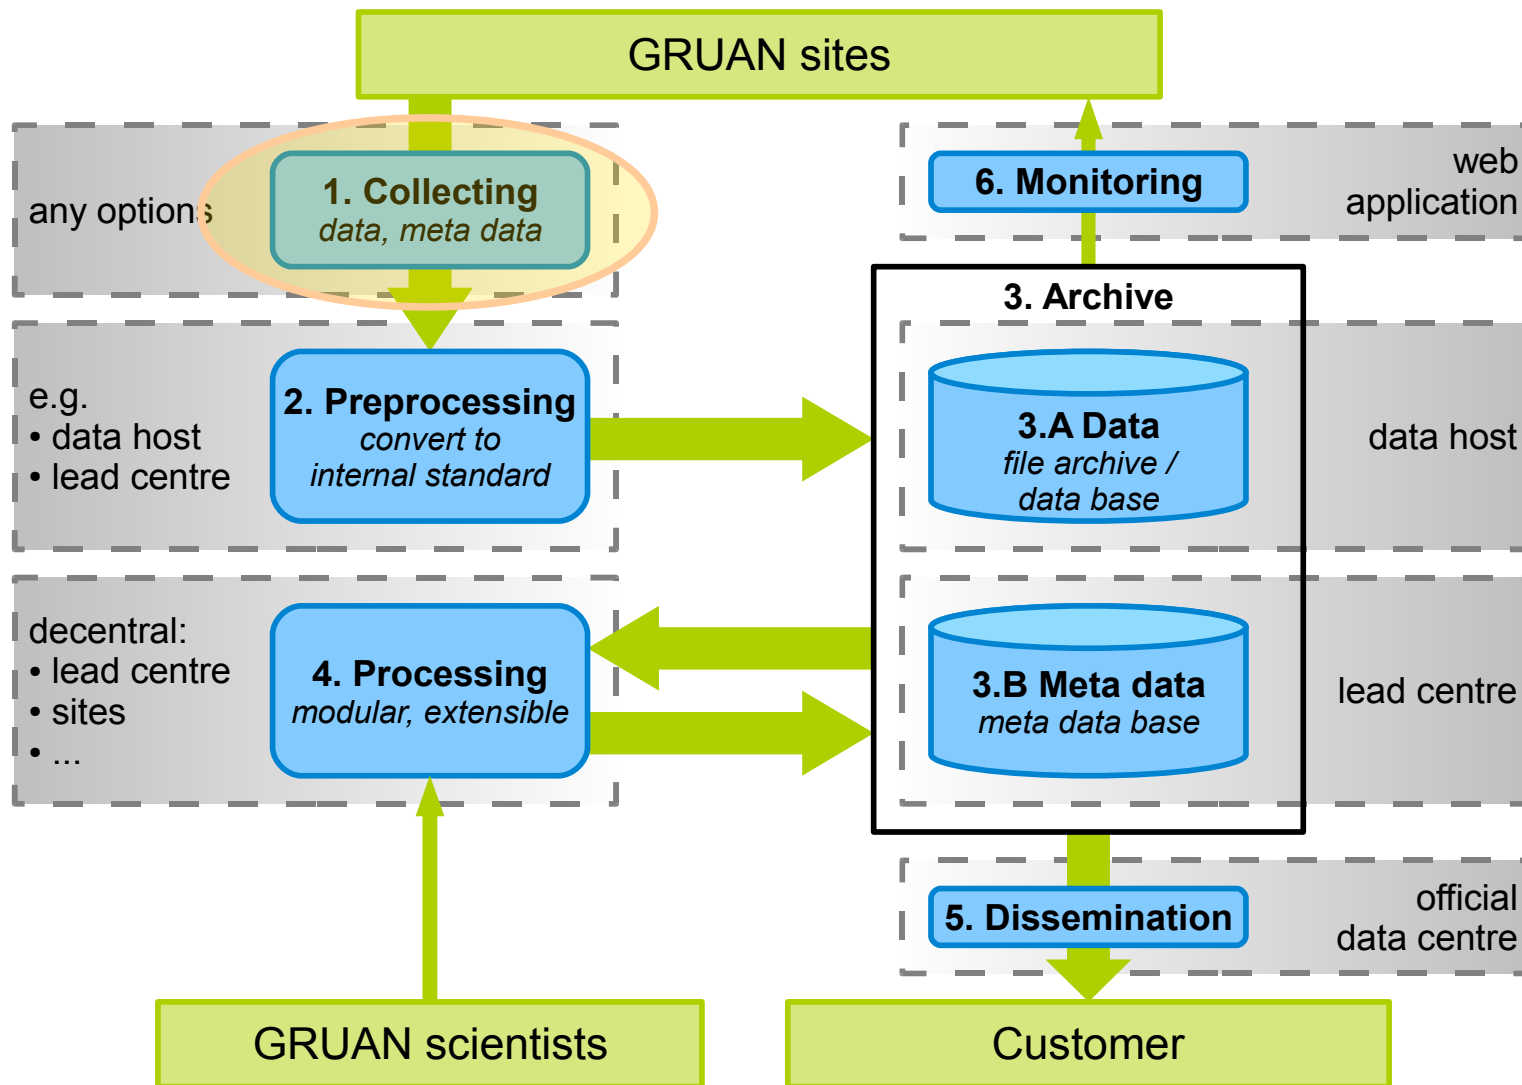 GRUAN sites
any options
1. Collecting
data, meta data
6. Monitoring
web
application
3. Archive
e.g.
• data host
• lead centre
2. Preprocessing
convert to
internal standard
3.A Data
file archive /
data base
data host
decentral:
• lead centre
• sites
• ...
4. Processing
modular, extensible
3.B Meta data
meta data base
lead centre
5. Dissemination
official
data centre
GRUAN scientists
Customer